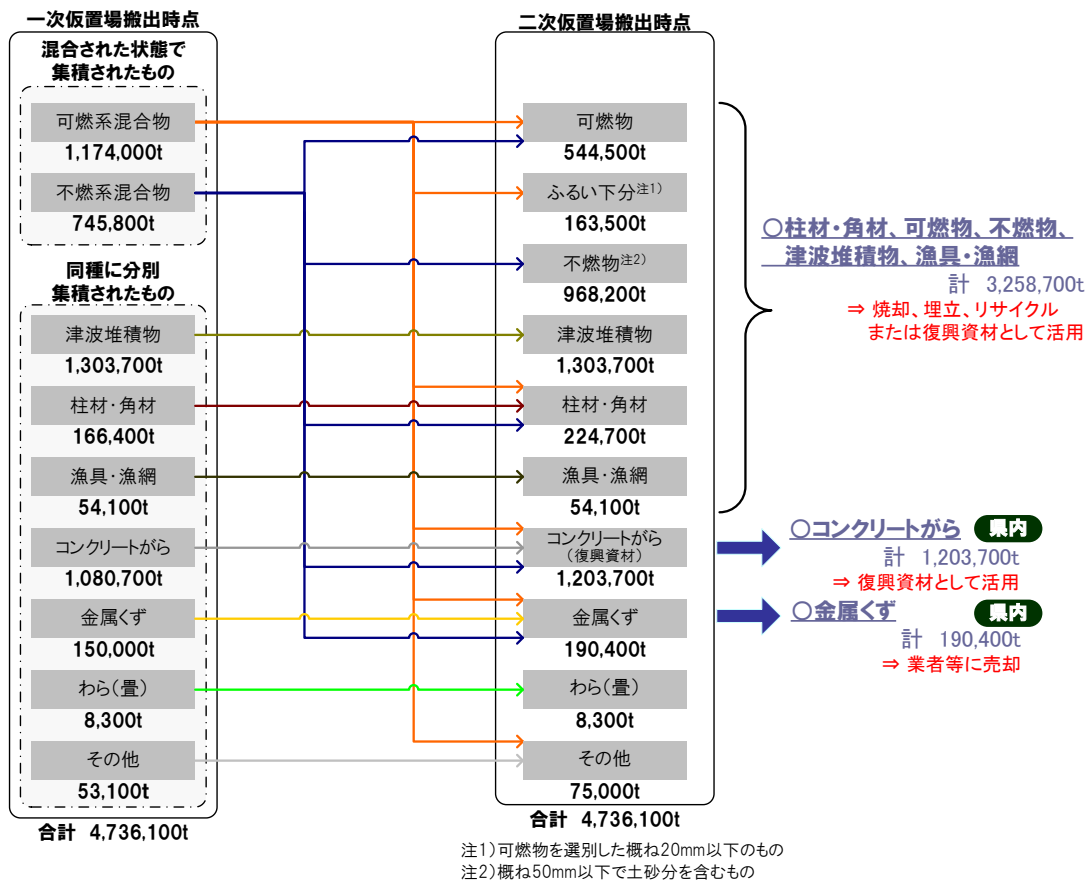 一次仮置場搬出時点
混合された状態で
集積されたもの
可燃系混合物
1,174,000t
不燃系混合物
745,800t
同種に分別
集積されたもの
津波堆積物
1,303,700t
柱材・角材
166,400t
漁具・漁網
54,100t
コンクリートがら
1,080,700t
金属くず
150,000t
わら(畳)
8,300t
その他
53,100t
合計 4,736,100t
二次仮置場搬出時点
可燃物
544,500t
ふるい下分注1)
163,500t
不燃物注2)
968,200t
津波堆積物
1,303,700t
柱材・角材
224,700t
漁具・漁網
54,100t
コンクリートがら
(復興資材)
1,203,700t
金属くず
190,400t
わら(畳)
8,300t
その他
75,000t
合計 4,736,100t
注1)可燃物を選別した概ね20mm以下のもの
注2)概ね50mm以下で土砂分を含むもの
○柱材・角材、可燃物、不燃物、
津波堆積物、漁具・漁網
計 3,258,700t
⇒ 焼却、埋立、リサイクル
または復興資材として活用
○コンクリートがら 県内
計 1,203,700t
⇒ 復興資材として活用
○金属くず 県内
計 190,400t
⇒ 業者等に売却